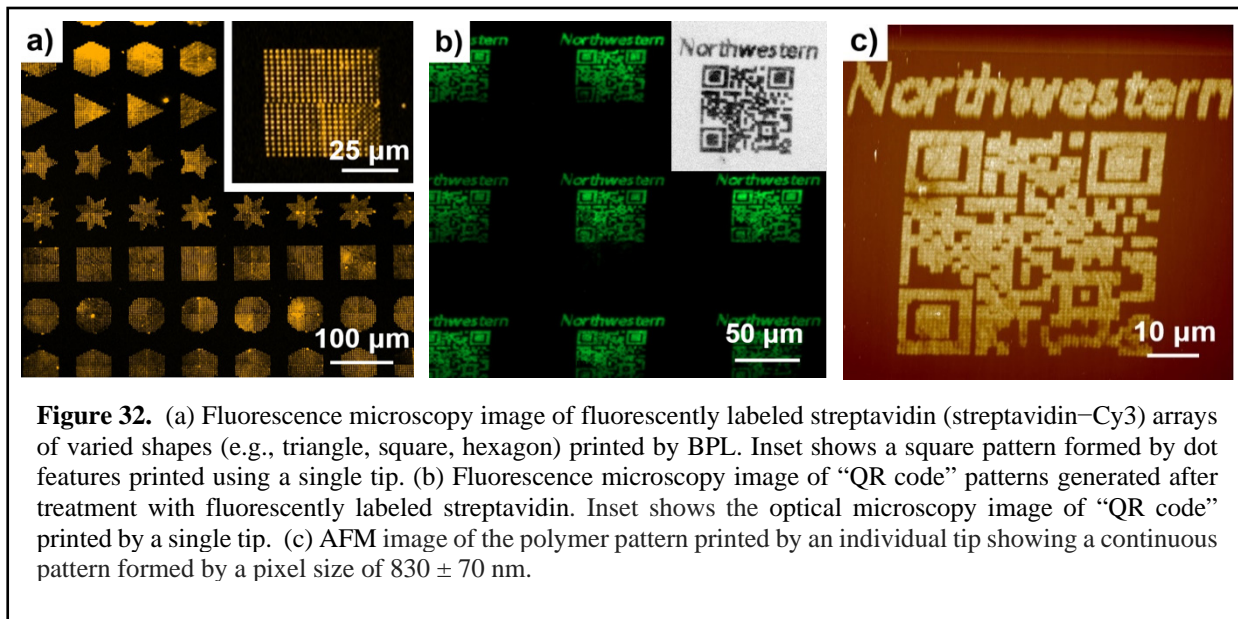 a)
25 µm
100 µm
b)
Northwestern
Northwestern
Northwestern
Northwestern
Northwestern
Northwestern
Northwestern
Northwestern
50 µm
c)
Northwestern
10 µm
Figure 32. (a) Fluorescence microscopy image of fluorescently labeled streptavidin (streptavidin−Cy3) arrays
of varied shapes (e.g., triangle, square, hexagon) printed by BPL. Inset shows a square pattern formed by dot
features printed using a single tip. (b) Fluorescence microscopy image of “QR code” patterns generated after
treatment with fluorescently labeled streptavidin. Inset shows the optical microscopy image of “QR code”
printed by a single tip. (c) AFM image of the polymer pattern printed by an individual tip showing a continuous
pattern formed by a pixel size of 830 ± 70 nm.